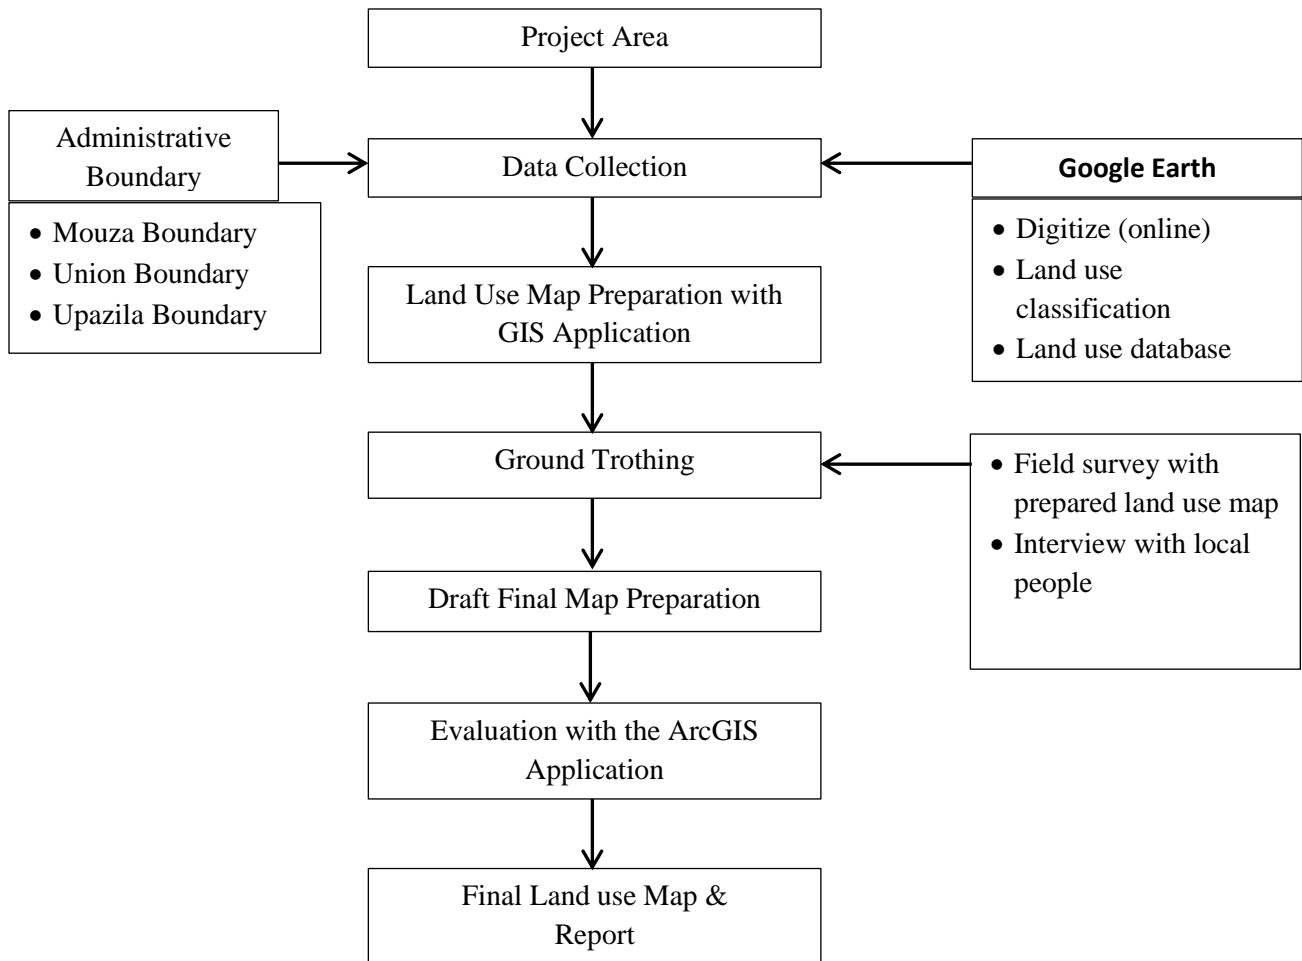 Project Area
Administrative
Boundary
• Mouza Boundary
• Union Boundary
• Upazila Boundary
Data Collection
Google Earth
• Digitize (online)
• Land use
classification
• Land use database
Land Use Map Preparation with
GIS Application
Ground Trothing
• Field survey with
prepared land use map
• Interview with local
people
Draft Final Map Preparation
Evaluation with the ArcGIS
Application
Final Land use Map &
Report